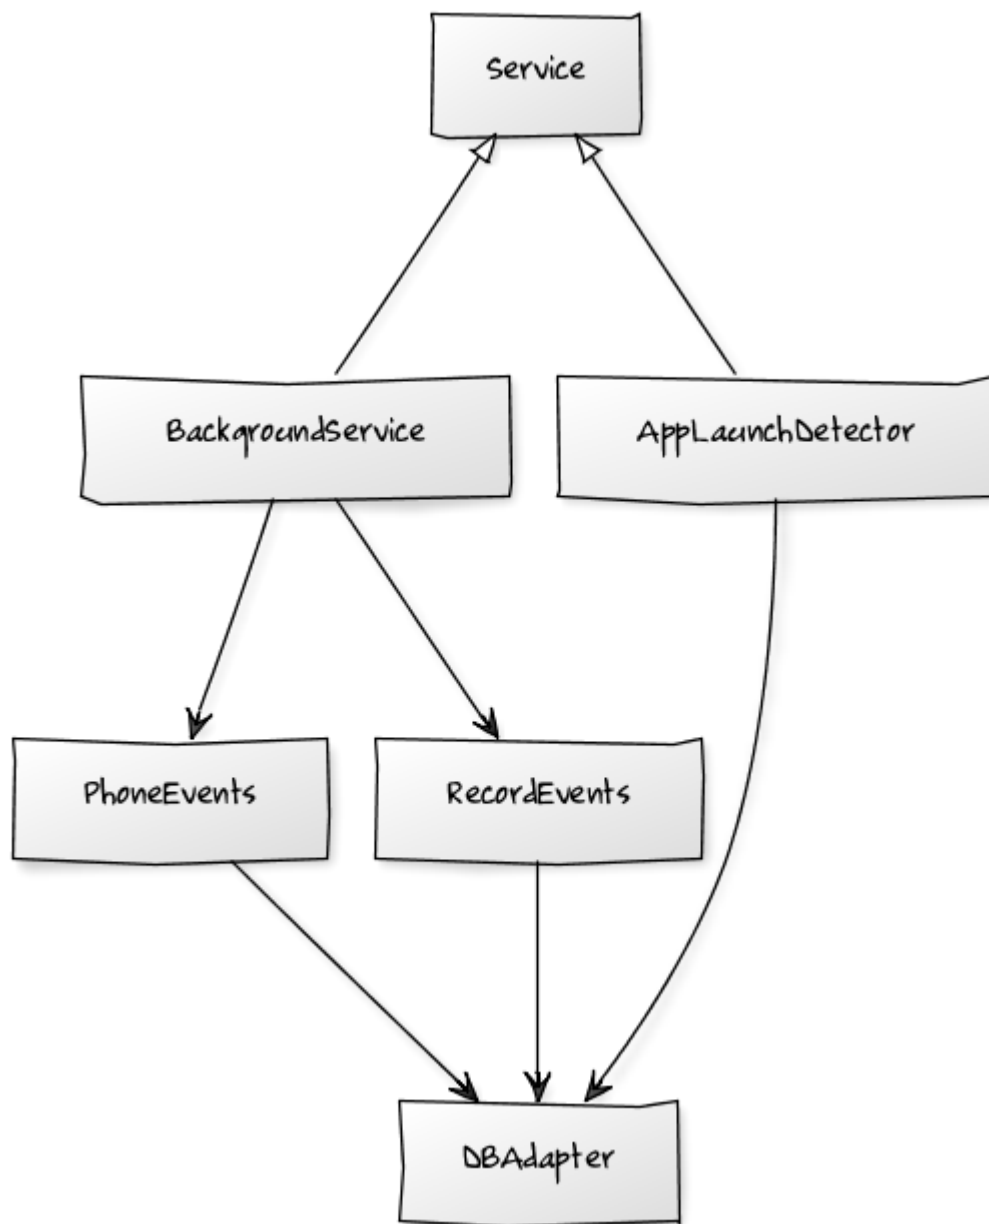 Service
BackgroundService
AppLaunchDetector
PhoneEvents
RecordEvents
DBAdapter